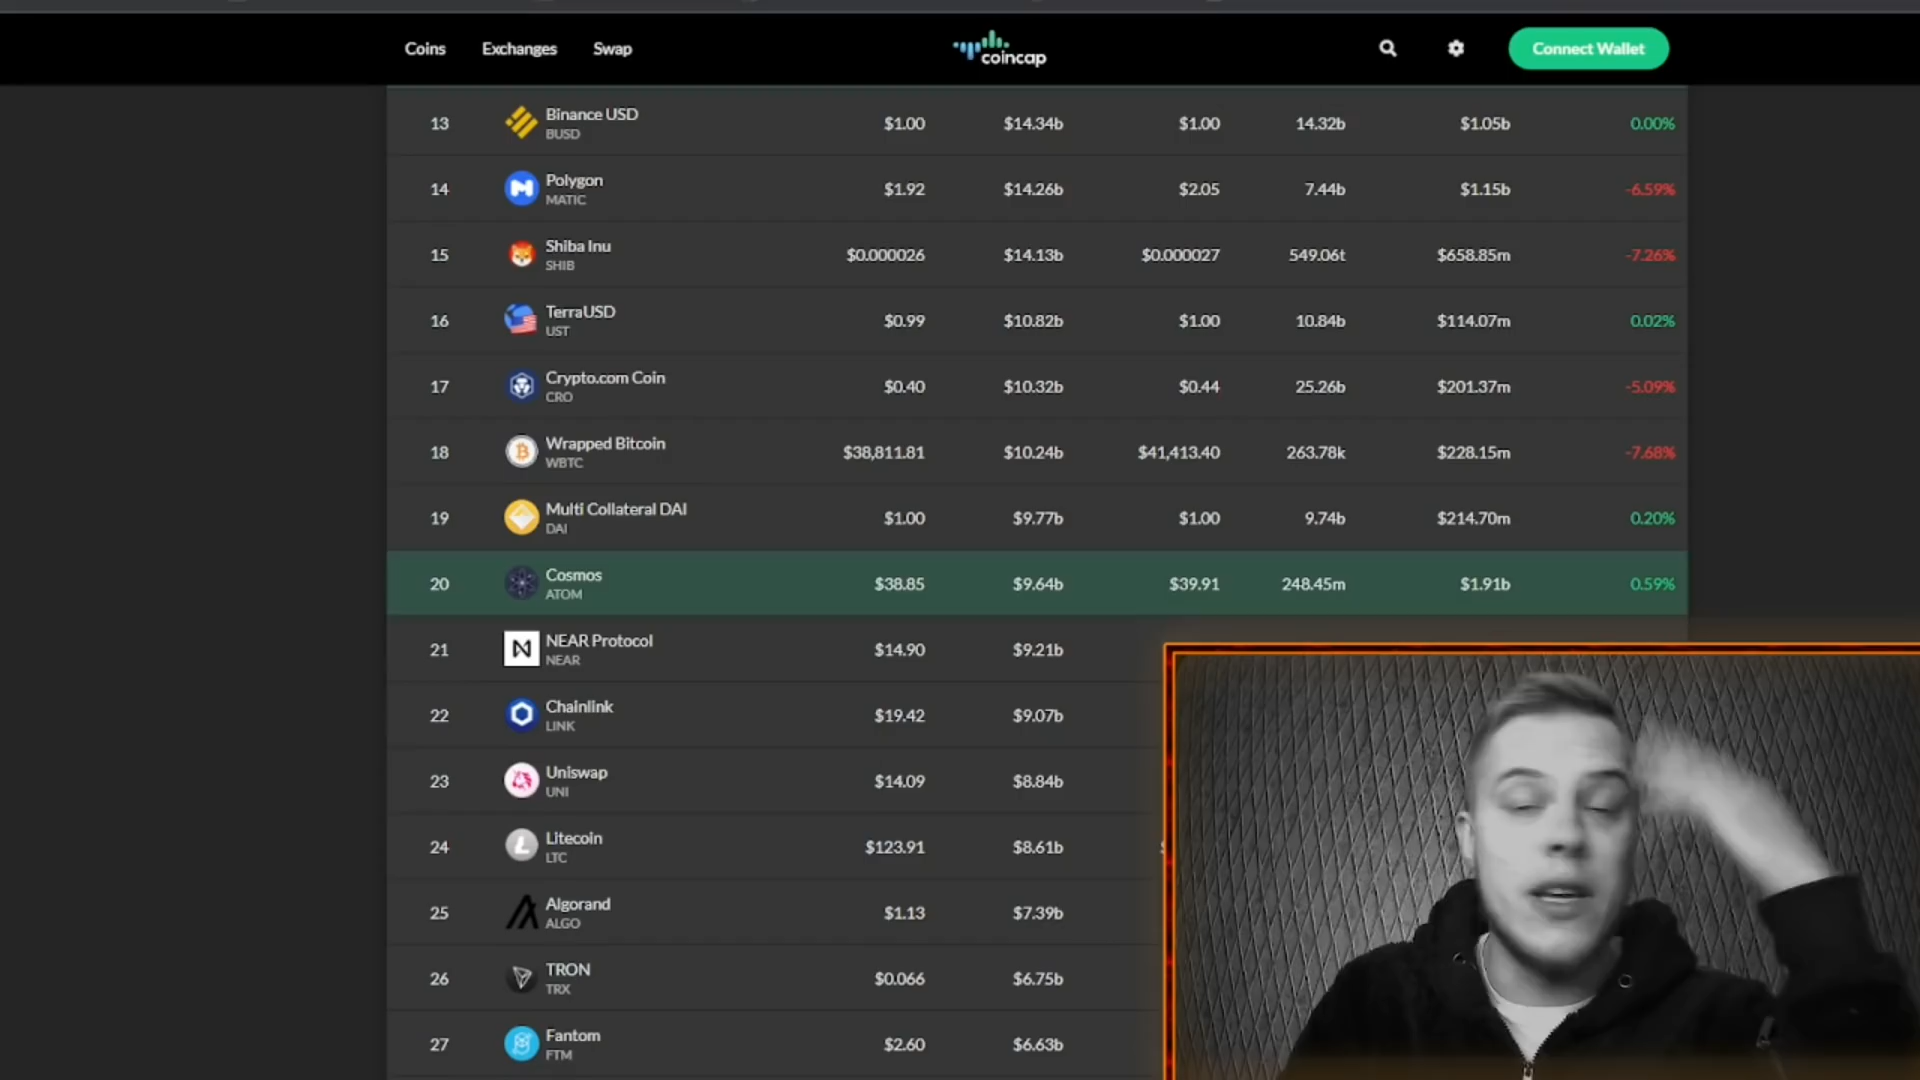 Coins Exchanges Swap coincap Connect Wallet
13 Binance USD $1.00 $14.34b $1.00 14.32b $1.05b 0.00%
BUSD
14 Polygon $1.92 $14.26b $2.05 7.44b $1.15b -6.59%
MATIC
15 Shiba Inu $0.000026 $14.13b $0.000027 549.06t $658.85m -7.26%
SHIB
16 TerraUSD $0.99 $10.82b $1.00 10.84b $114.07m 0.02%
UST
17 Crypto.com Coin $0.40 $10.32b $0.44 25.26b $201.37m -5.09%
CRO
18 Wrapped Bitcoin $38,811.81 $10.24b $41,413.40 263.78k $228.15m -7.68%
WBTC
19 Multi Collateral DAI $1.00 $9.77b $1.00 9.74b $214.70m 0.20%
DAI
20 Cosmos $38.85 $9.64b $39.91 248.45m $1.91b 0.59%
ATOM
21 NEAR Protocol $14.90 $9.21b
NEAR
22 Chainlink $19.42 $9.07b
LINK
23 Uniswap $14.09 $8.84b
UNI
24 Litecoin $123.91 $8.61b
LTC
25 Algorand $1.13 $7.39b
ALGO
26 TRON $0.066 $6.75b
TRX
27 Fantom $2.60 $6.63b
FTM